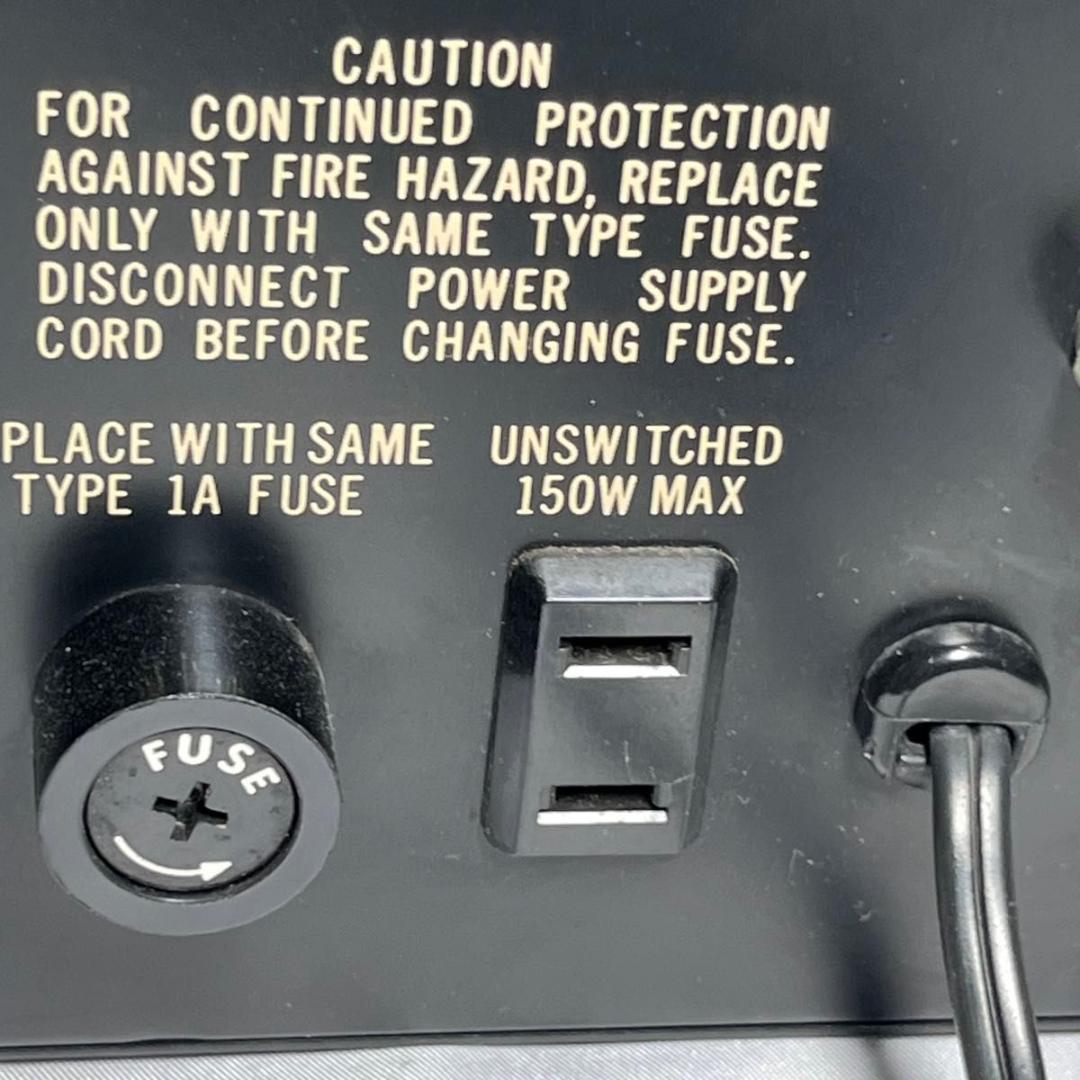 CAUTION
FOR CONTINUED PROTECTION
AGAINST FIRE HAZARD, REPLACE
ONLY WITH SAME TYPE FUSE.
DISCONNECT POWER SUPPLY
CORD BEFORE CHANGING FUSE.
PLACE WITH SAME
TYPE 1A FUSE
UNSWITCHED
150W MAX
FUSE